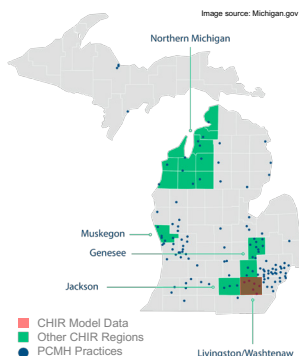 Image source: Michigan.gov
Northern Michigan
Muskegon
Genesee
Jackson
CHIR Model Data
Other CHIR Regions
PCMH Practices
Livingston/Washtenaw